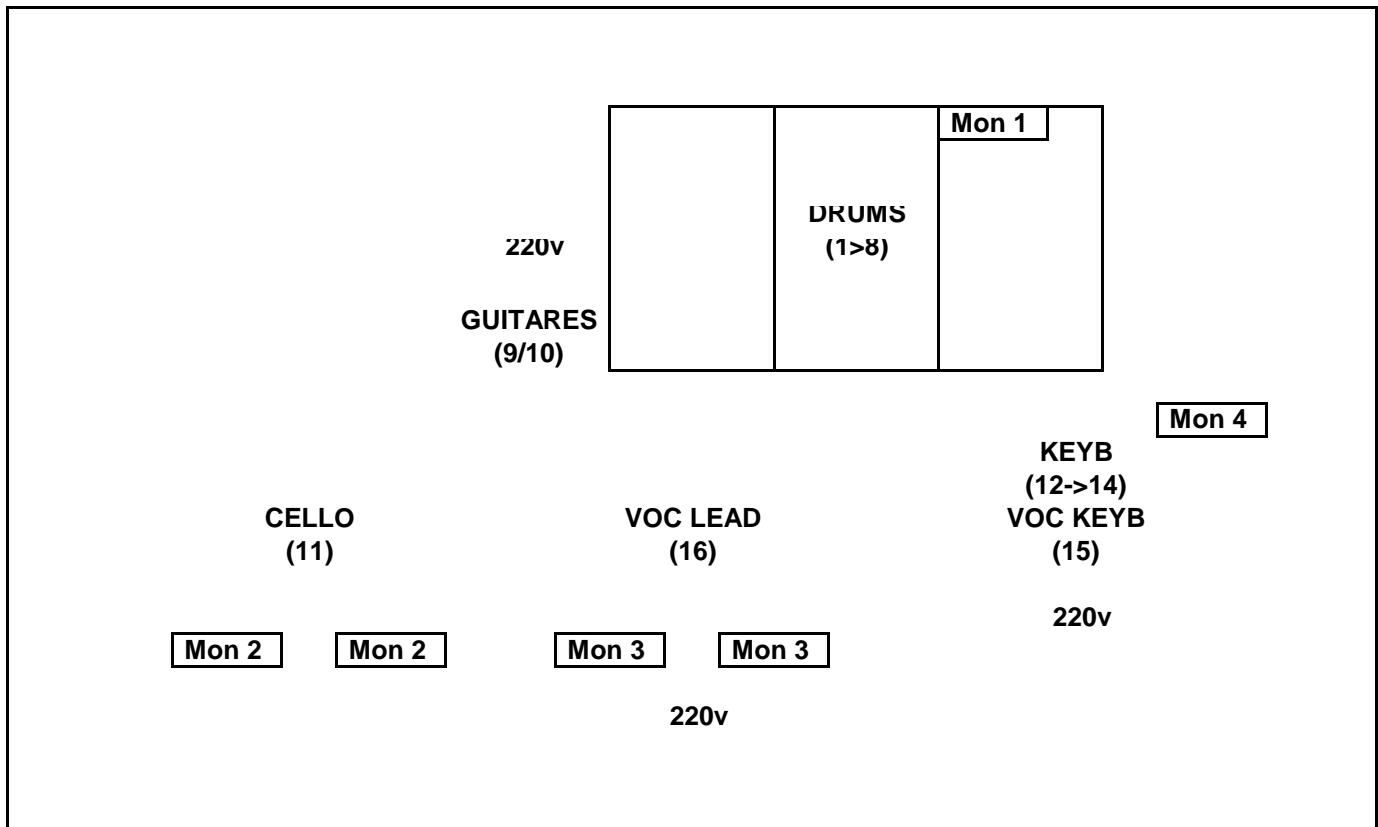 Mon 1
DRUMS
(1>8)
220v
GUITARES
(9/10)
Mon 4
KEYB
(12->14)
CELLO
(11)
VOC LEAD
(16)
VOC KEYB
(15)
220v
Mon 2
Mon 2
Mon 3
Mon 3
220v